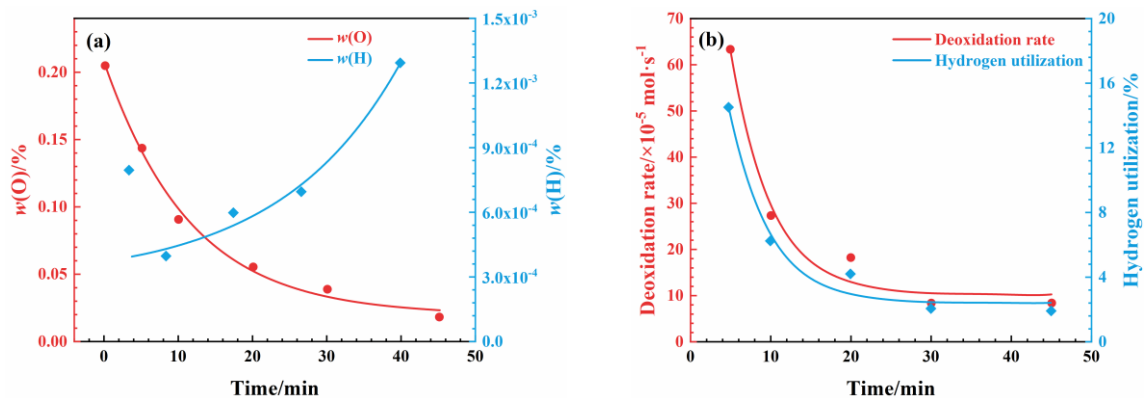 (a)
w(O)
w(H)
0.20
0.15
0.10
0.05
0.00
w(O)/%
1.5x10⁻³
1.2x10⁻³
9.0x10⁻⁴
6.0x10⁻⁴
3.0x10⁻⁴
0.0
w(H)/%
0 10 20 30 40 50
Time/min
(b)
Deoxidation rate
Hydrogen utilization
70
60
50
40
30
20
10
0
Deoxidation rate/×10⁻⁵ mol·s⁻¹
20
16
12
8
4
0
Hydrogen utilization/%
0 10 20 30 40 50
Time/min